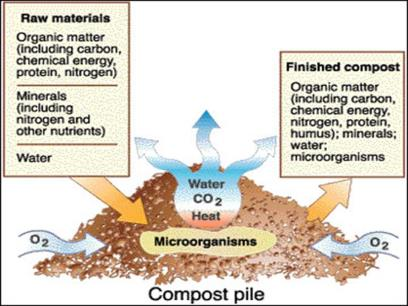 Raw materials
Organic matter
(including carbon,
chemical energy,
protein, nitrogen)
Minerals
(including
nitrogen and
other nutrients)
Water
Finished compost
Organic matter
(including carbon,
chemical energy,
nitrogen, protein,
humus); minerals;
water;
microorganisms
Water
CO2
Heat
O2
Microorganisms
O2
Compost pile